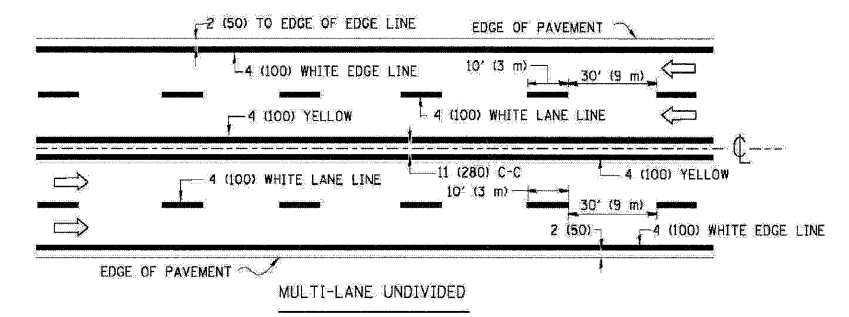 2 (50) TO EDGE OF EDGE LINE
EDGE OF PAVEMENT
4 (100) WHITE EDGE LINE
10' (3 m)
30' (9 m)
4 (100) YELLOW
4 (100) WHITE LANE LINE
℄
11 (280) C-C
4 (100) YELLOW
4 (100) WHITE LANE LINE
10' (3 m)
30' (9 m)
2 (50)
4 (100) WHITE EDGE LINE
EDGE OF PAVEMENT
MULTI-LANE UNDIVIDED